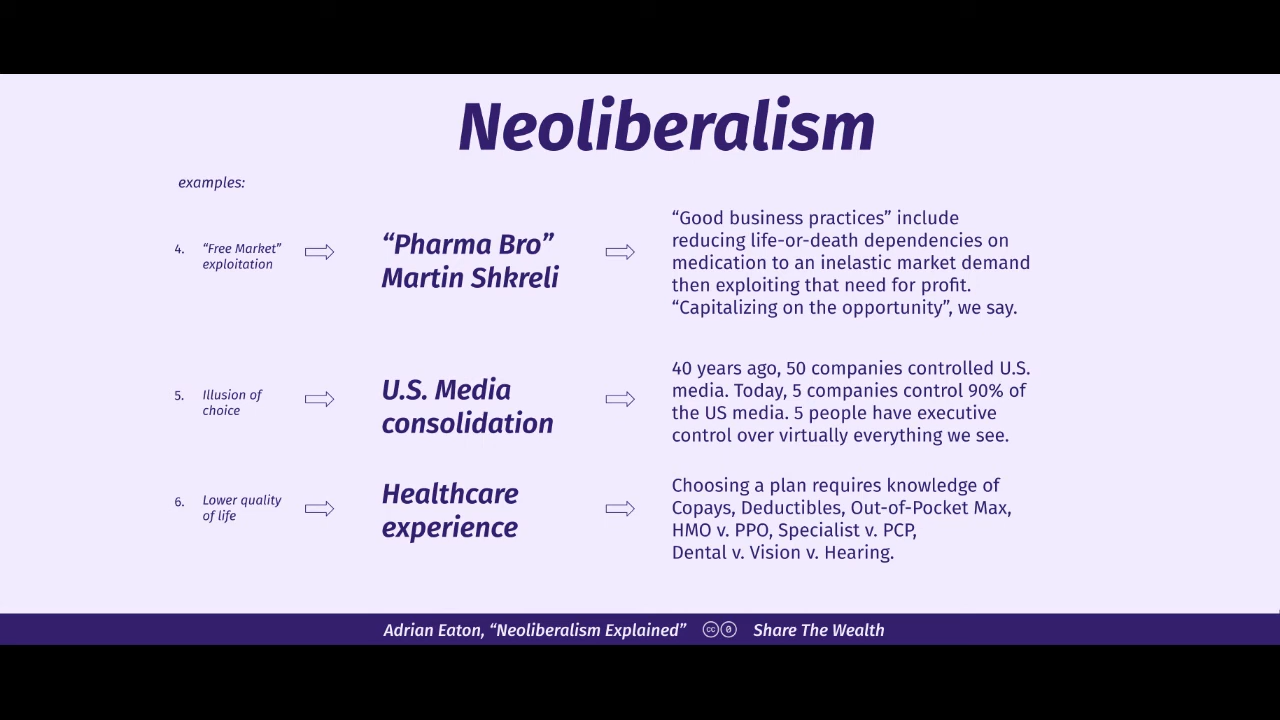 Neoliberalism
examples:
4. “Free Market”
exploitation
“Pharma Bro”
Martin Shkreli
“Good business practices” include
reducing life-or-death dependencies on
medication to an inelastic market demand
then exploiting that need for profit.
“Capitalizing on the opportunity”, we say.
5. Illusion of
choice
U.S. Media
consolidation
40 years ago, 50 companies controlled U.S.
media. Today, 5 companies control 90% of
the US media. 5 people have executive
control over virtually everything we see.
6. Lower quality
of life
Healthcare
experience
Choosing a plan requires knowledge of
Copays, Deductibles, Out-of-Pocket Max,
HMO v. PPO, Specialist v. PCP,
Dental v. Vision v. Hearing.
Adrian Eaton, “Neoliberalism Explained” cc 0 Share The Wealth